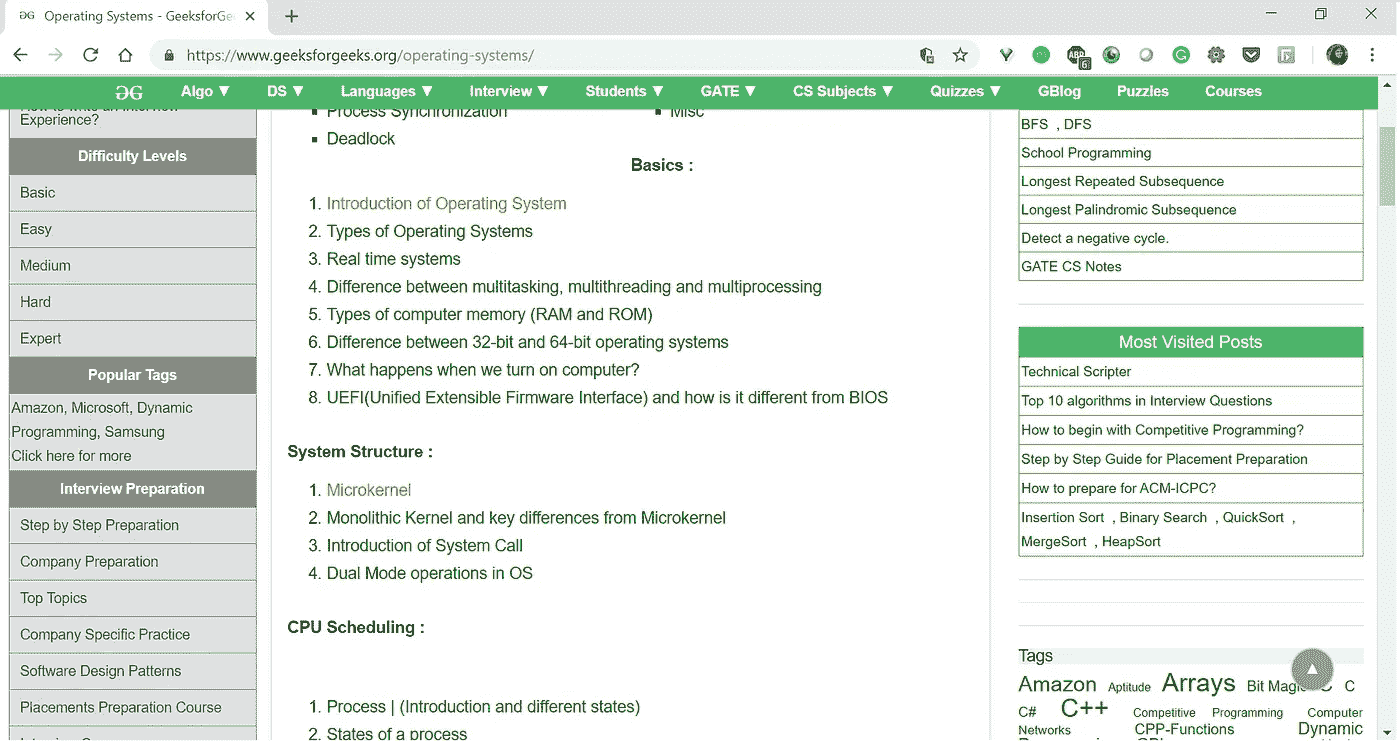 Operating Systems - GeeksforGe
https://www.geeksforgeeks.org/operating-systems/
Algo ▼ DS ▼ Languages ▼ Interview ▼ Students ▼ GATE ▼ CS Subjects ▼ Quizzes ▼ GBlog Puzzles Courses
How to write an Interview
Experience?
Difficulty Levels
Basic
Easy
Medium
Hard
Expert
Popular Tags
Amazon, Microsoft, Dynamic
Programming, Samsung
Click here for more
Interview Preparation
Step by Step Preparation
Company Preparation
Top Topics
Company Specific Practice
Software Design Patterns
Placements Preparation Course
▪ Process Synchronization ▪ Misc
▪ Deadlock
Basics :
1. Introduction of Operating System
2. Types of Operating Systems
3. Real time systems
4. Difference between multitasking, multithreading and multiprocessing
5. Types of computer memory (RAM and ROM)
6. Difference between 32-bit and 64-bit operating systems
7. What happens when we turn on computer?
8. UEFI(Unified Extensible Firmware Interface) and how is it different from BIOS
System Structure :
1. Microkernel
2. Monolithic Kernel and key differences from Microkernel
3. Introduction of System Call
4. Dual Mode operations in OS
CPU Scheduling :
1. Process | (Introduction and different states)
2. States of a process
BFS , DFS
School Programming
Longest Repeated Subsequence
Longest Palindromic Subsequence
Detect a negative cycle.
GATE CS Notes
Most Visited Posts
Technical Scripter
Top 10 algorithms in Interview Questions
How to begin with Competitive Programming?
Step by Step Guide for Placement Preparation
How to prepare for ACM-ICPC?
Insertion Sort , Binary Search , QuickSort ,
MergeSort , HeapSort
Tags
Amazon Aptitude Arrays Bit Magic C
C# C++ Competitive Programming Computer
Networks CPP-Functions Dynamic